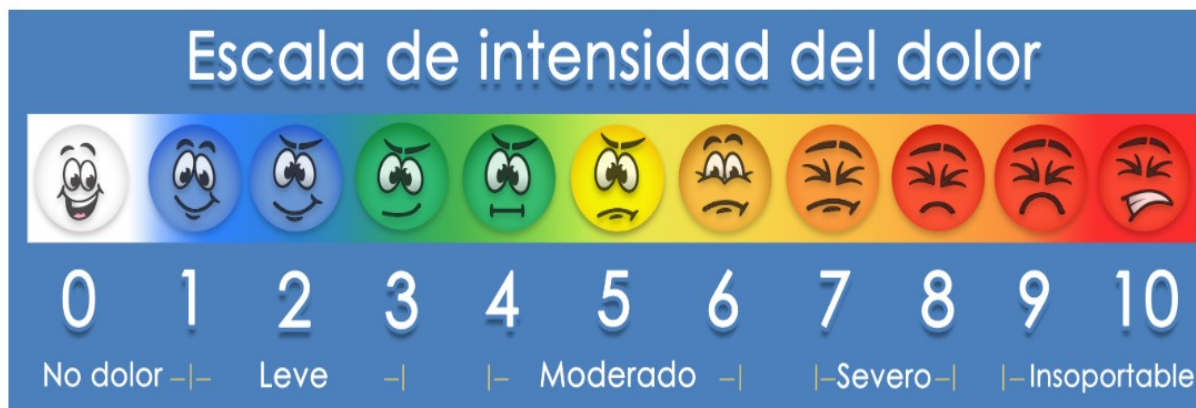 Escala de intensidad del dolor
0 1 2 3 4 5 6 7 8 9 10
No dolor Leve Moderado Severo Insoportable